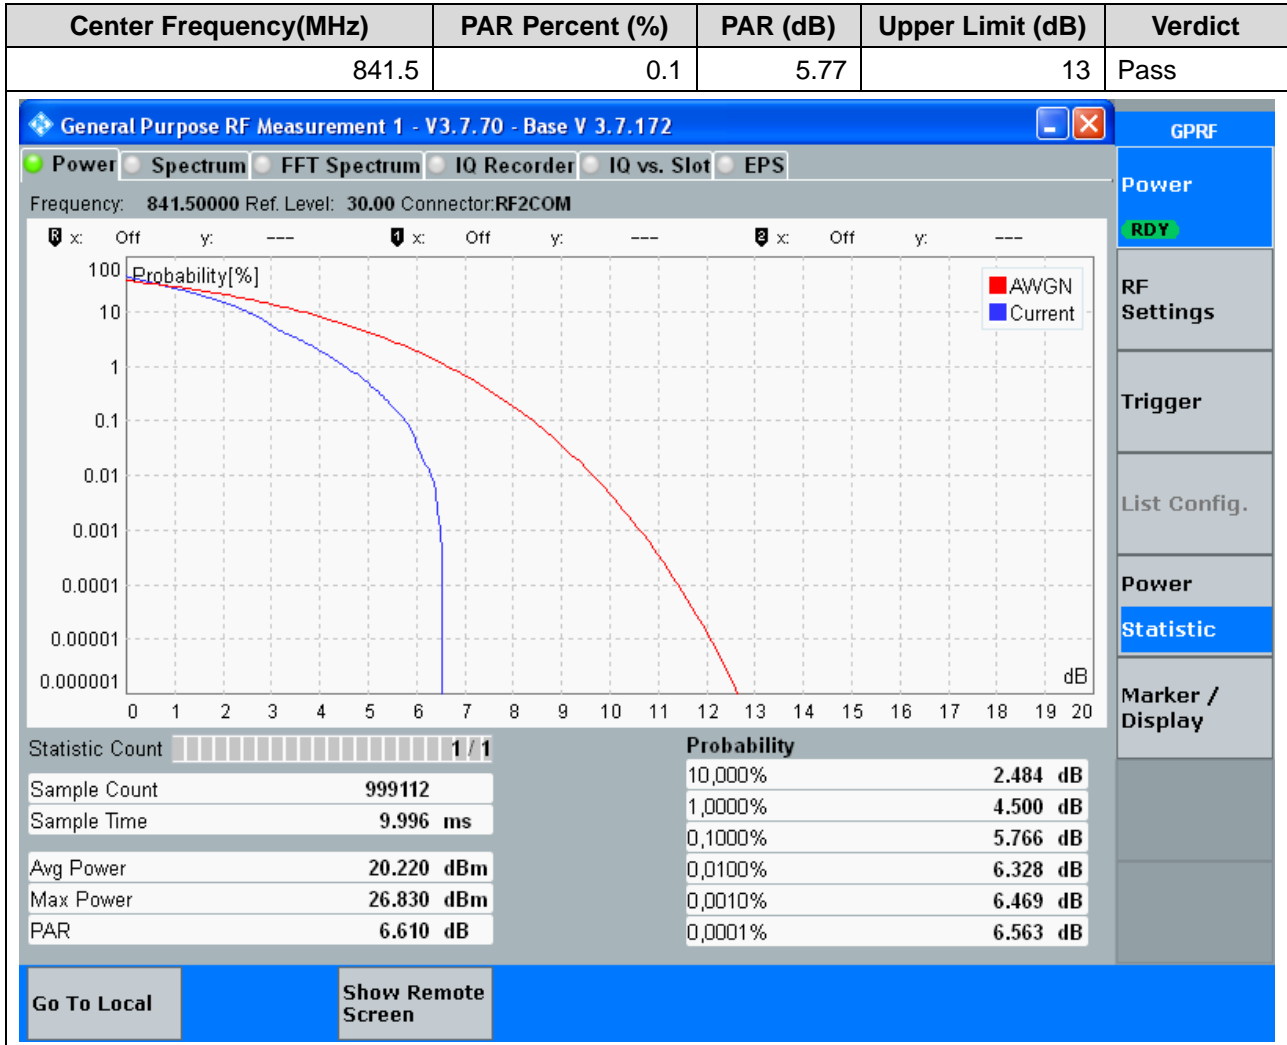 Center Frequency(MHz) PAR Percent (%) PAR (dB) Upper Limit (dB) Verdict
841.5 0.1 5.77 13 Pass
General Purpose RF Measurement 1 - V3.7.70 - Base V 3.7.172
GPRF
Power Spectrum FFT Spectrum IQ Recorder IQ vs. Slot EPS
Power
RDY
Frequency: 841.50000 Ref. Level: 30.00 Connector:RF2COM
R x: Off y: --- 1 x: Off y: --- 2 x: Off y: ---
Probability[%]
AWGN
Current
100
10
1
0.1
0.01
0.001
0.0001
0.00001
0.000001
dB
0 1 2 3 4 5 6 7 8 9 10 11 12 13 14 15 16 17 18 19 20
RF
Settings
Trigger
List Config.
Power
Statistic
Marker /
Display
Statistic Count 1 / 1
Sample Count 999112
Sample Time 9.996 ms
Avg Power 20.220 dBm
Max Power 26.830 dBm
PAR 6.610 dB
Probability
10,000% 2.484 dB
1,0000% 4.500 dB
0,1000% 5.766 dB
0,0100% 6.328 dB
0,0010% 6.469 dB
0,0001% 6.563 dB
Go To Local
Show Remote
Screen